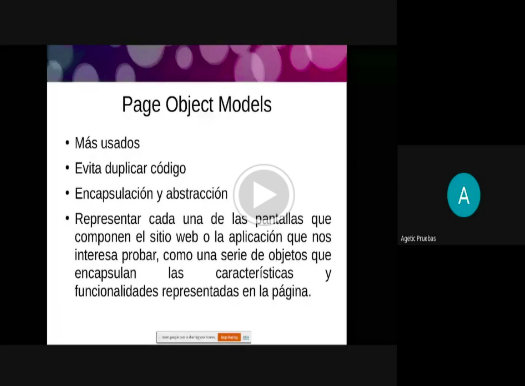 Page Object Models
• Más usados
• Evita duplicar código
• Encapsulación y abstracción
• Representar cada una de las pantallas que
componen el sitio web o la aplicación que nos
interesa probar, como una serie de objetos que
encapsulan las características y
funcionalidades representadas en la página.
A
Agetic Pruebas